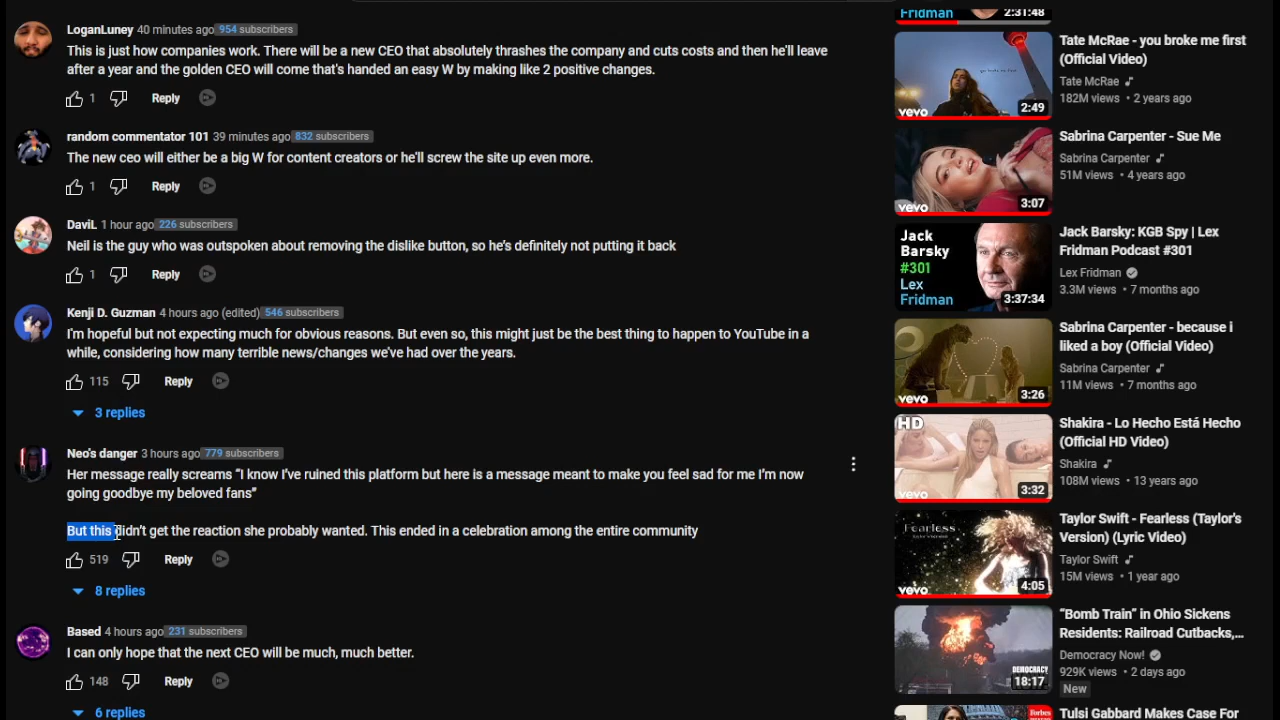 LoganLuney 40 minutes ago 954 subscribers
This is just how companies work. There will be a new CEO that absolutely thrashes the company and cuts costs and then he'll leave
after a year and the golden CEO will come that's handed an easy W by making like 2 positive changes.
1 Reply
random commentator 101 39 minutes ago 832 subscribers
The new ceo will either be a big W for content creators or he'll screw the site up even more.
1 Reply
DaviL 1 hour ago 226 subscribers
Neil is the guy who was outspoken about removing the dislike button, so he's definitely not putting it back
1 Reply
Kenji D. Guzman 4 hours ago (edited) 546 subscribers
I'm hopeful but not expecting much for obvious reasons. But even so, this might just be the best thing to happen to YouTube in a
while, considering how many terrible news/changes we've had over the years.
115 Reply
3 replies
Neo's danger 3 hours ago 779 subscribers
Her message really screams “I know I’ve ruined this platform but here is a message meant to make you feel sad for me I’m now
going goodbye my beloved fans”
But this didn’t get the reaction she probably wanted. This ended in a celebration among the entire community
519 Reply
8 replies
Based 4 hours ago 231 subscribers
I can only hope that the next CEO will be much, much better.
148 Reply
6 replies
Fridman
2:31:48
Tate McRae - you broke me first
(Official Video)
Tate McRae
182M views • 2 years ago
vevo
2:49
Sabrina Carpenter - Sue Me
Sabrina Carpenter
51M views • 4 years ago
vevo
3:07
Jack
Barsky
#301
Lex
Fridman
3:37:34
Jack Barsky: KGB Spy | Lex
Fridman Podcast #301
Lex Fridman
3.3M views • 7 months ago
Sabrina Carpenter - because i
liked a boy (Official Video)
Sabrina Carpenter
11M views • 7 months ago
vevo
3:26
HD
Shakira - Lo Hecho Está Hecho
(Official HD Video)
Shakira
108M views • 13 years ago
vevo
3:32
Fearless
Taylor Swift - Fearless (Taylor's
Version) (Lyric Video)
Taylor Swift
15M views • 1 year ago
vevo
4:05
“Bomb Train” in Ohio Sickens
Residents: Railroad Cutbacks,...
Democracy Now!
929K views • 2 days ago
New
DEMOCRACY
18:17
Forbes
Tulsi Gabbard Makes Case For